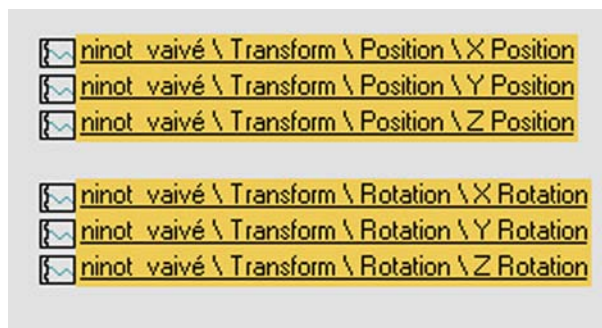 ninot vaivé \ Transform \ Position \ X Position
ninot vaivé \ Transform \ Position \ Y Position
ninot vaivé \ Transform \ Position \ Z Position
ninot vaivé \ Transform \ Rotation \ X Rotation
ninot vaivé \ Transform \ Rotation \ Y Rotation
ninot vaivé \ Transform \ Rotation \ Z Rotation